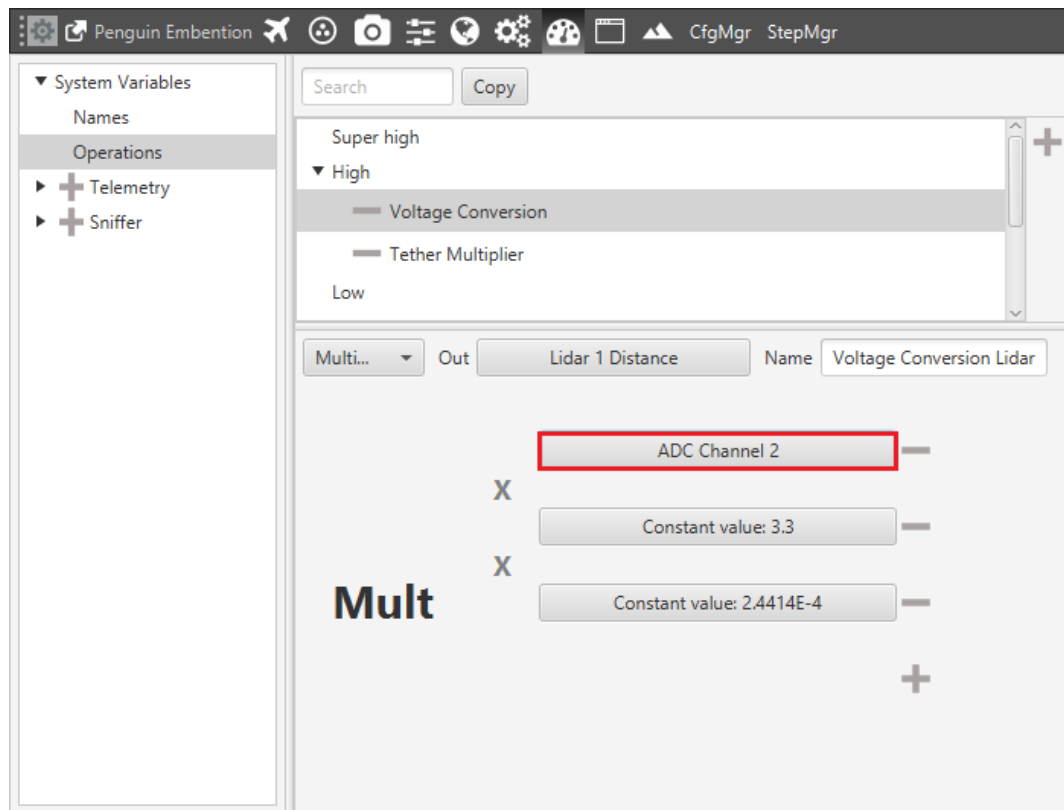 Penguin Embention CfgMgr StepMgr
System Variables
Names
Operations
Telemetry
Sniffer
Search Copy
Super high
High
Voltage Conversion
Tether Multiplier
Low
Multi... Out Lidar 1 Distance Name Voltage Conversion Lidar
ADC Channel 2
X
Constant value: 3.3
X
Mult Constant value: 2.4414E-4